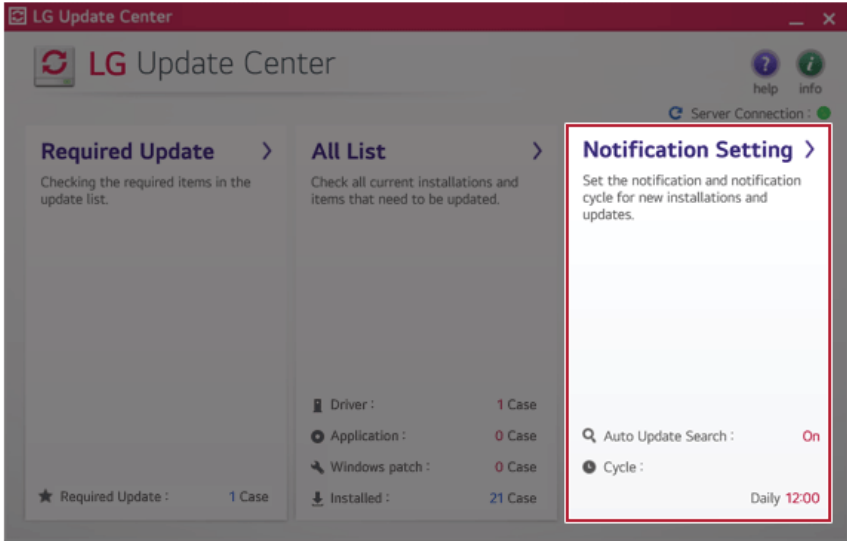 LG Update Center
LG Update Center
help
info
Server Connection :
Required Update
Checking the required items in the
update list.
Required Update : 1 Case
All List
Check all current installations and
items that need to be updated.
Driver : 1 Case
Application : 0 Case
Windows patch : 0 Case
Installed : 21 Case
Notification Setting
Set the notification and notification
cycle for new installations and
updates.
Auto Update Search : On
Cycle :
Daily 12:00